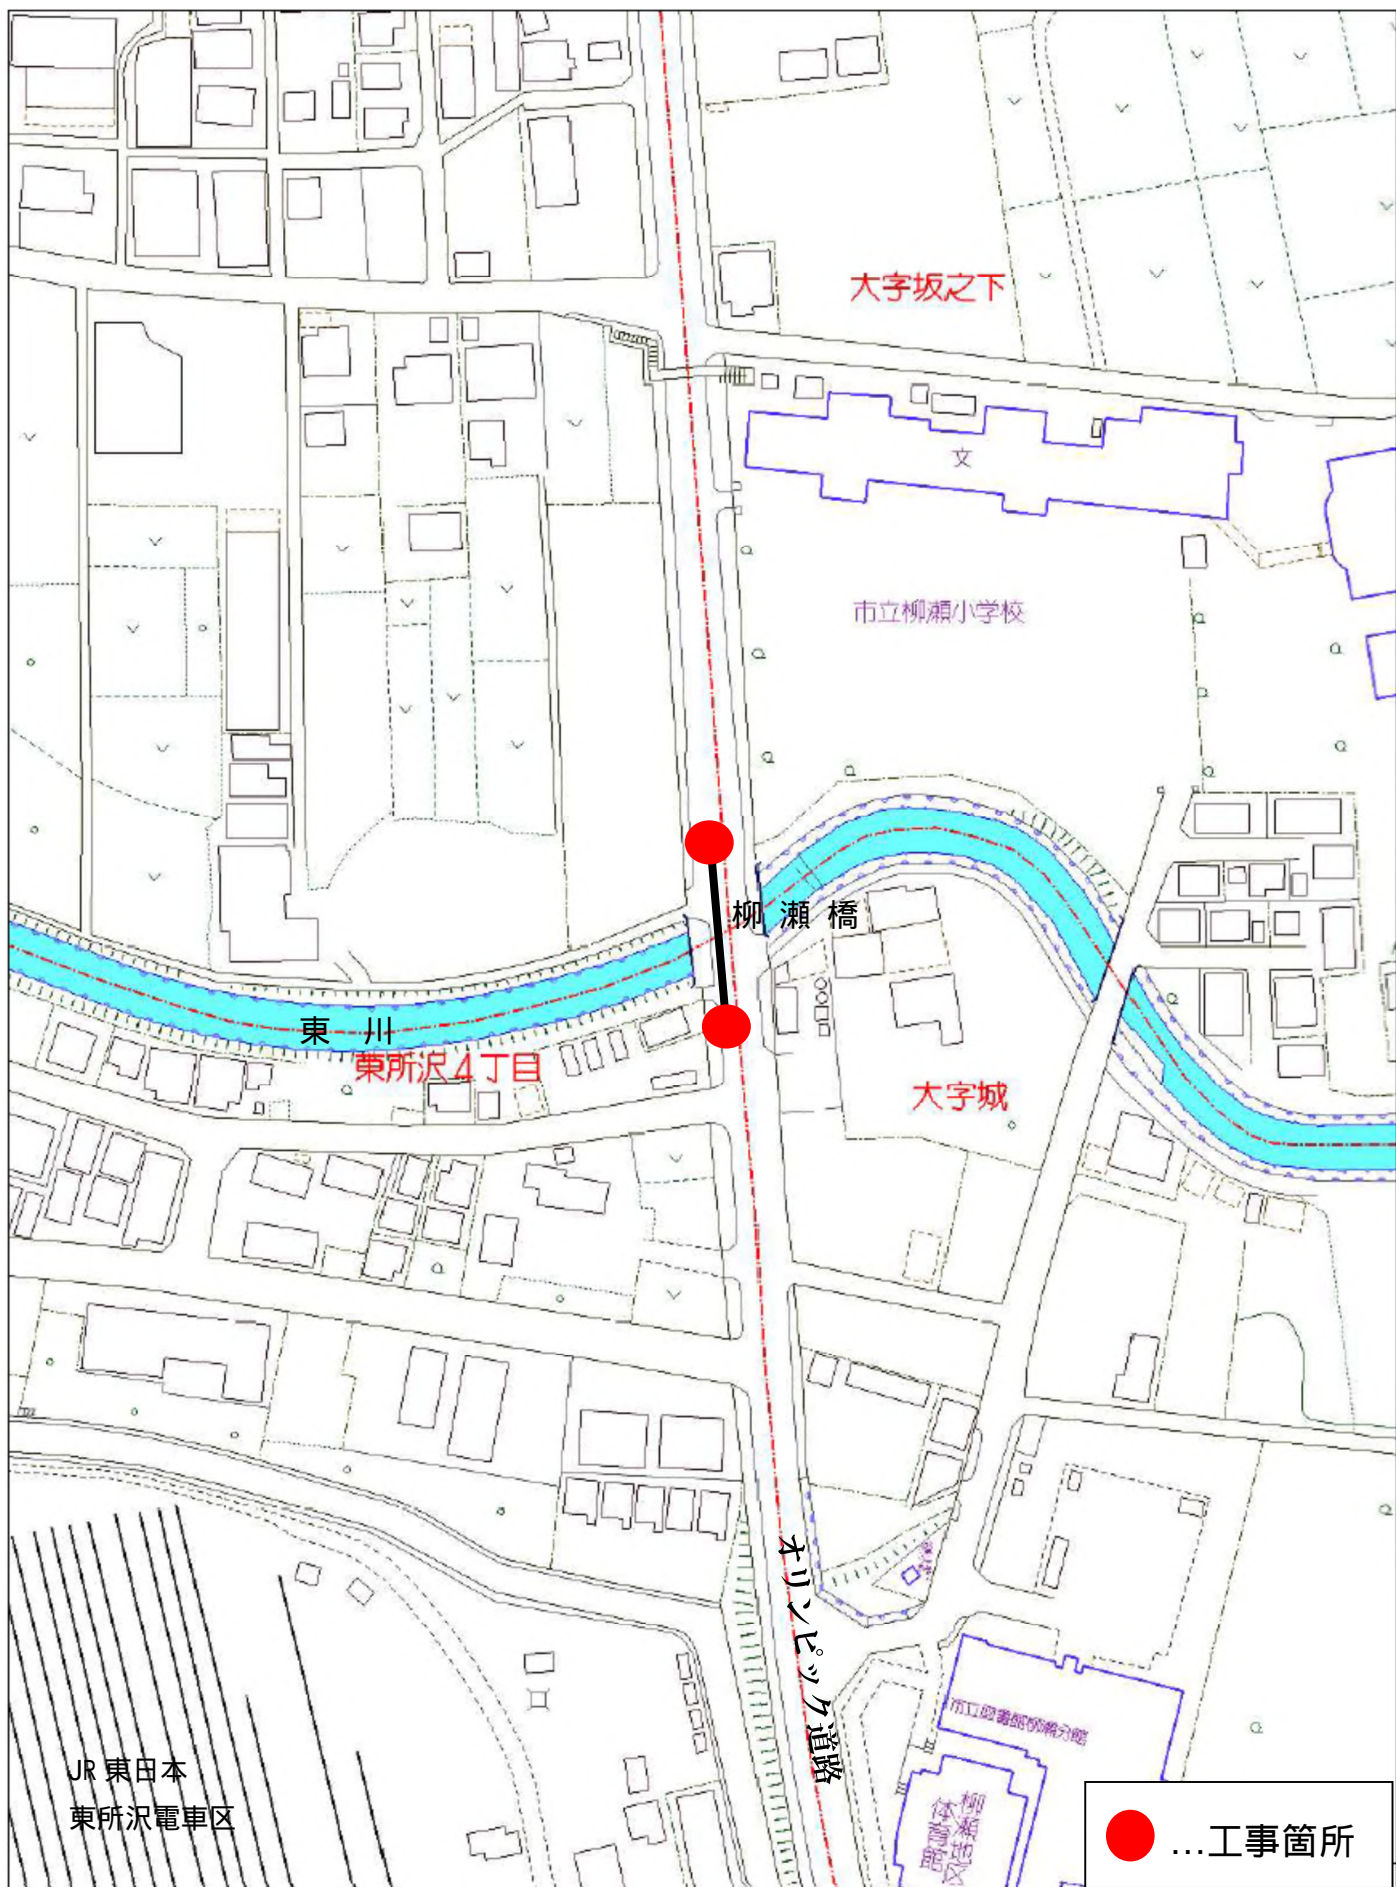 大字坂之下
文
市立柳瀬小学校
柳瀬橋
東川
東所沢4丁目
大字城
オリンピック道路
市立図書館柳瀬分館
柳瀬地区
体育館
JR東日本
東所沢電車区
…工事箇所